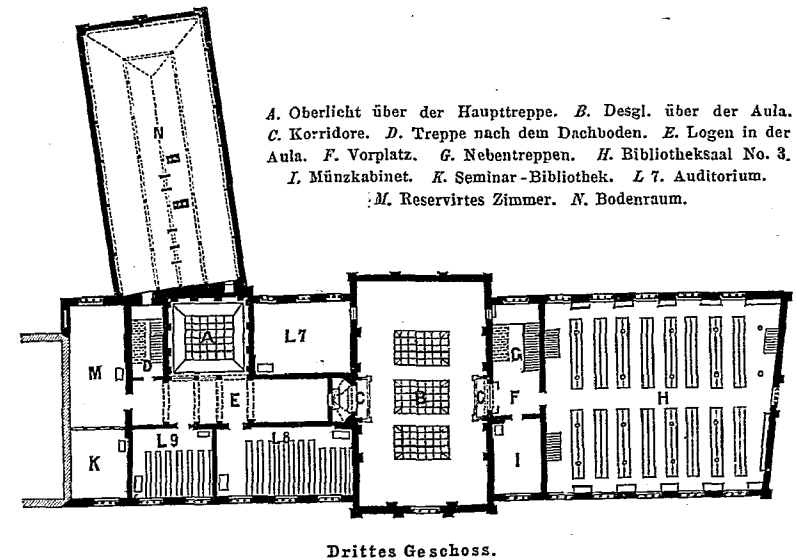 A. Oberlicht über der Haupttreppe. B. Desgl. über der Aula.
C. Korridore. D. Treppe nach dem Dachboden. E. Logen in der
Aula. F. Vorplatz. G. Nebentreppen. H. Bibliotheksaal No. 3.
I. Münzkabinet. K. Seminar-Bibliothek. L 7. Auditorium.
M. Reservirtes Zimmer. N. Bodenraum.
N
A
L7
D
G
M
E
C
B
C
F
H
L9
L8
K
I
Drittes Geschoss.